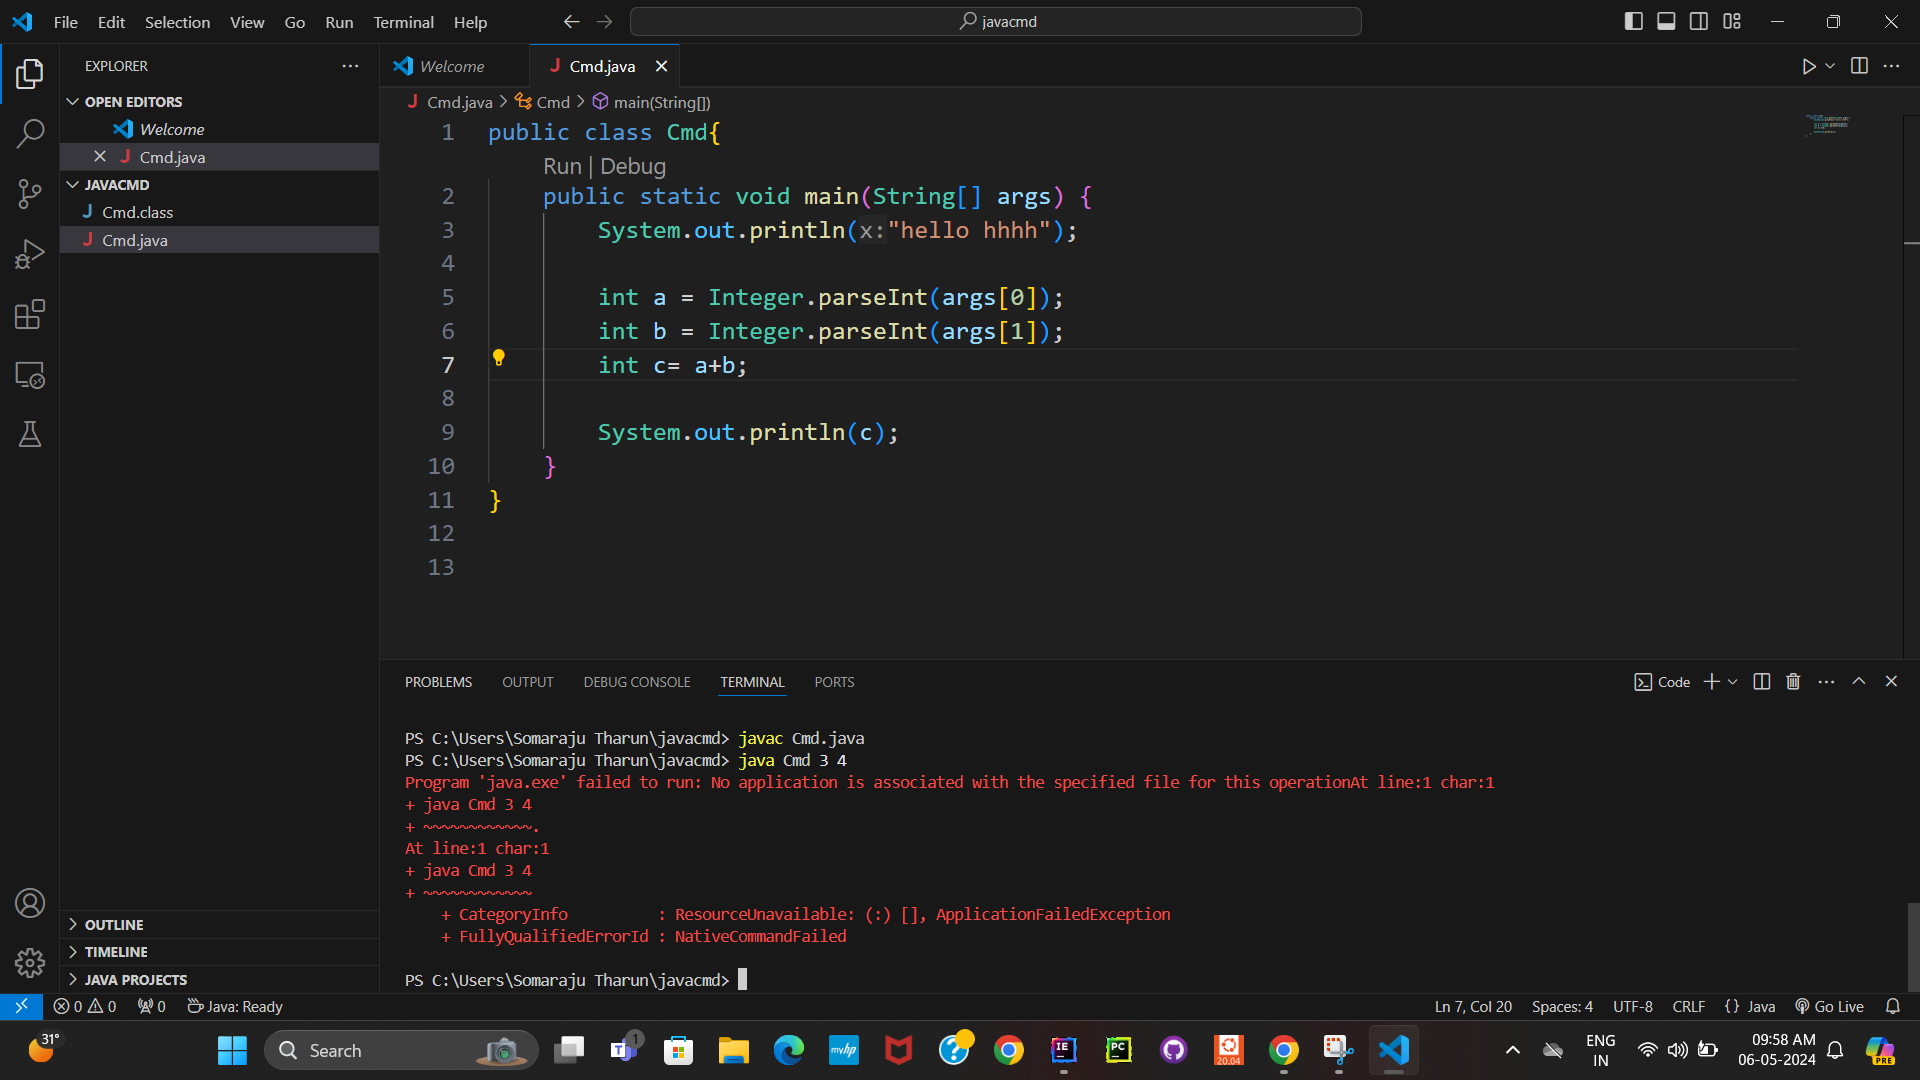 File Edit Selection View Go Run Terminal Help
javacmd
EXPLORER
OPEN EDITORS
Welcome
Cmd.java
JAVACMD
Cmd.class
Cmd.java
OUTLINE
TIMELINE
JAVA PROJECTS
Welcome
Cmd.java
Cmd.java > Cmd > main(String[])
1 public class Cmd{
Run | Debug
2 public static void main(String[] args) {
3 System.out.println(x:"hello hhhh");
4
5 int a = Integer.parseInt(args[0]);
6 int b = Integer.parseInt(args[1]);
7 int c= a+b;
8
9 System.out.println(c);
10 }
11 }
12
13
PROBLEMS OUTPUT DEBUG CONSOLE TERMINAL PORTS
Code
PS C:\Users\Somaraju Tharun\javacmd> javac Cmd.java
PS C:\Users\Somaraju Tharun\javacmd> java Cmd 3 4
Program 'java.exe' failed to run: No application is associated with the specified file for this operationAt line:1 char:1
+ java Cmd 3 4
+ ~~~~~~~~~~~~.
At line:1 char:1
+ java Cmd 3 4
+ ~~~~~~~~~~~~
+ CategoryInfo : ResourceUnavailable: (:) [], ApplicationFailedException
+ FullyQualifiedErrorId : NativeCommandFailed
PS C:\Users\Somaraju Tharun\javacmd>
0 0 0 Java: Ready
Ln 7, Col 20 Spaces: 4 UTF-8 CRLF {} Java Go Live
31°
Search
1
myhp
IE
PC
20.04
ENG
IN
09:58 AM
06-05-2024
PRE